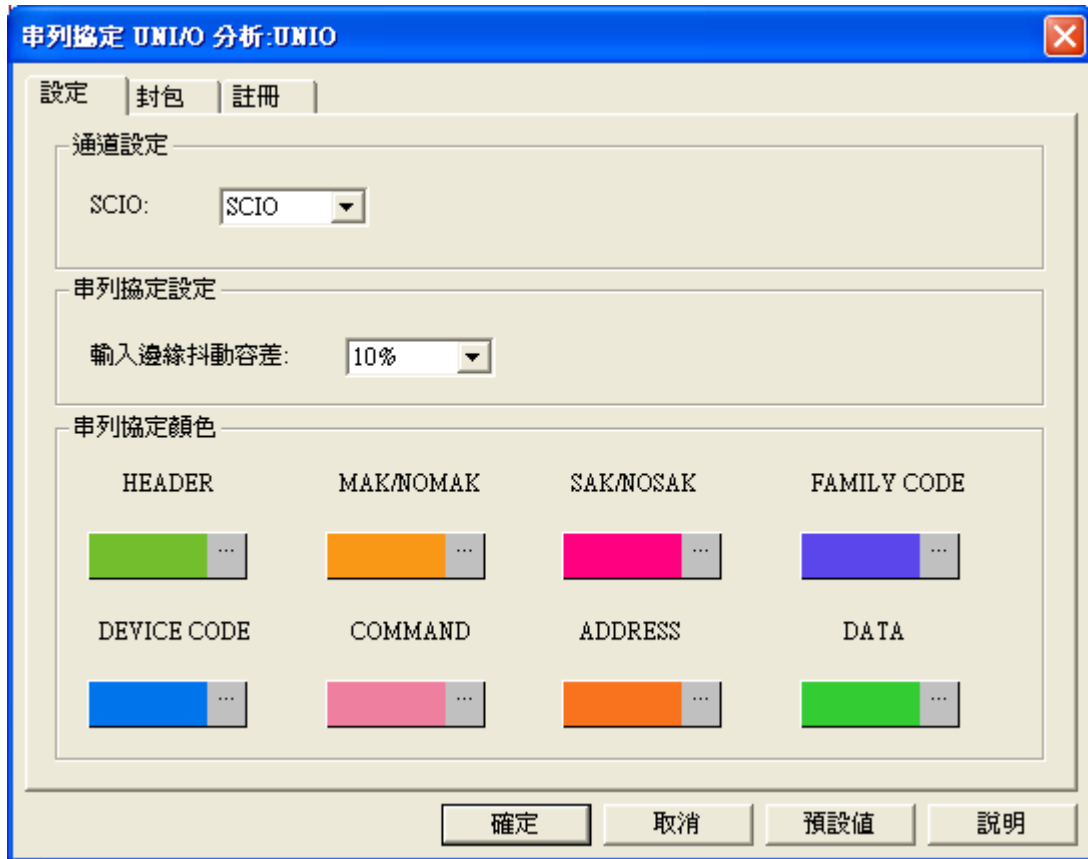 串列協定 UNI/O 分析:UNIO
設定 封包 註冊
通道設定
SCIO: SCIO
串列協定設定
輸入邊緣抖動容差: 10%
串列協定顏色
HEADER MAK/NOMAK SAK/NOSAK FAMILY CODE
... ... ... ...
DEVICE CODE COMMAND ADDRESS DATA
... ... ... ...
確定 取消 預設值 說明